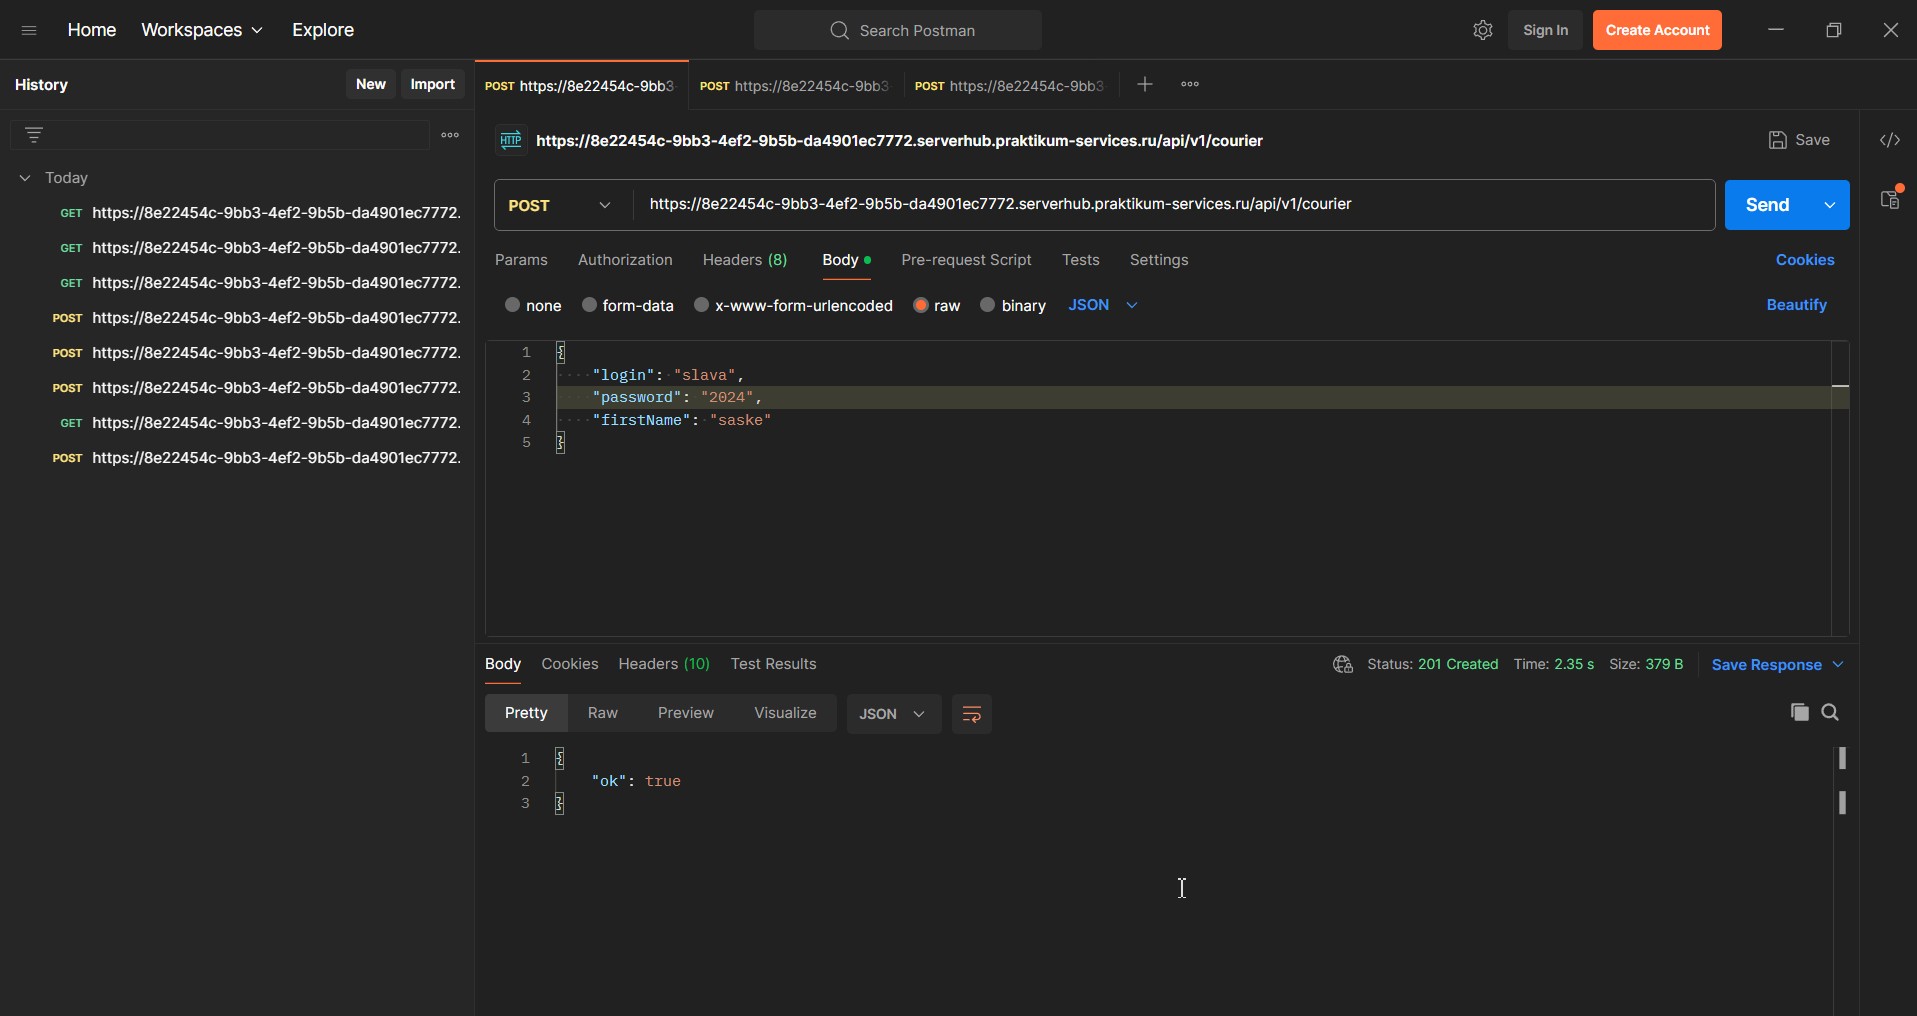 Home Workspaces Explore Search Postman Sign In Create Account
History New Import
POST https://8e22454c-9bb3- POST https://8e22454c-9bb3 POST https://8e22454c-9bb3
HTTP https://8e22454c-9bb3-4ef2-9b5b-da4901ec7772.serverhub.praktikum-services.ru/api/v1/courier Save
Today
GET https://8e22454c-9bb3-4ef2-9b5b-da4901ec7772.
GET https://8e22454c-9bb3-4ef2-9b5b-da4901ec7772.
GET https://8e22454c-9bb3-4ef2-9b5b-da4901ec7772.
POST https://8e22454c-9bb3-4ef2-9b5b-da4901ec7772.
POST https://8e22454c-9bb3-4ef2-9b5b-da4901ec7772.
POST https://8e22454c-9bb3-4ef2-9b5b-da4901ec7772.
GET https://8e22454c-9bb3-4ef2-9b5b-da4901ec7772.
POST https://8e22454c-9bb3-4ef2-9b5b-da4901ec7772.
POST https://8e22454c-9bb3-4ef2-9b5b-da4901ec7772.serverhub.praktikum-services.ru/api/v1/courier Send
Params Authorization Headers (8) Body Pre-request Script Tests Settings Cookies
none form-data x-www-form-urlencoded raw binary JSON Beautify
1 {
2 "login": "slava",
3 "password": "2024",
4 "firstName": "saske"
5 }
Body Cookies Headers (10) Test Results Status: 201 Created Time: 2.35 s Size: 379 B Save Response
Pretty Raw Preview Visualize JSON
1 {
2 "ok": true
3 }